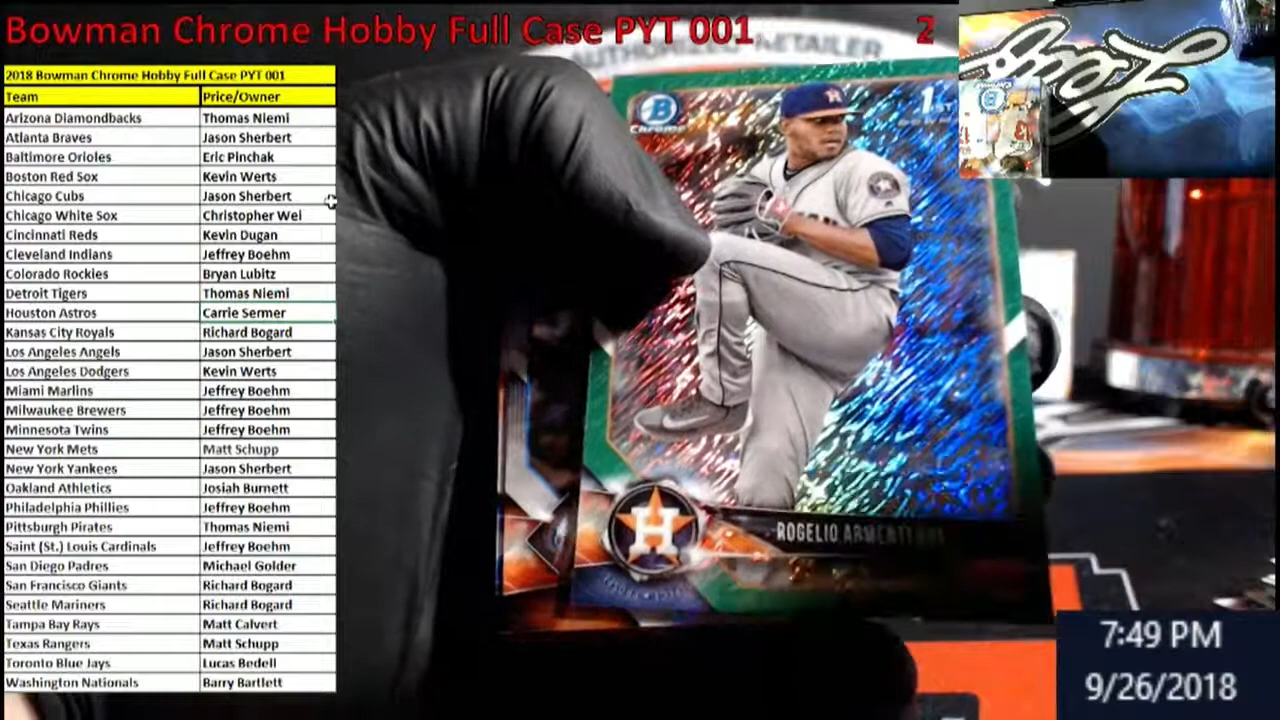 Bowman Chrome Hobby Full Case PYT 001 2
2018 Bowman Chrome Hobby Full Case PYT 001
Team Price/Owner
Arizona Diamondbacks Thomas Niemi
Atlanta Braves Jason Sherbert
Baltimore Orioles Eric Pinchak
Boston Red Sox Kevin Werts
Chicago Cubs Jason Sherbert
Chicago White Sox Christopher Wei
Cincinnati Reds Kevin Dugan
Cleveland Indians Jeffrey Boehm
Colorado Rockies Bryan Lubitz
Detroit Tigers Thomas Niemi
Houston Astros Carrie Sermer
Kansas City Royals Richard Bogard
Los Angeles Angels Jason Sherbert
Los Angeles Dodgers Kevin Werts
Miami Marlins Jeffrey Boehm
Milwaukee Brewers Jeffrey Boehm
Minnesota Twins Jeffrey Boehm
New York Mets Matt Schupp
New York Yankees Jason Sherbert
Oakland Athletics Josiah Burnett
Philadelphia Phillies Jeffrey Boehm
Pittsburgh Pirates Thomas Niemi
Saint (St.) Louis Cardinals Jeffrey Boehm
San Diego Padres Michael Golder
San Francisco Giants Richard Bogard
Seattle Mariners Richard Bogard
Tampa Bay Rays Matt Calvert
Texas Rangers Matt Schupp
Toronto Blue Jays Lucas Bedell
Washington Nationals Barry Bartlett
RETAILER
B
Chrome
1ST
H
ROGELIO
Leaf
7:49 PM
9/26/2018